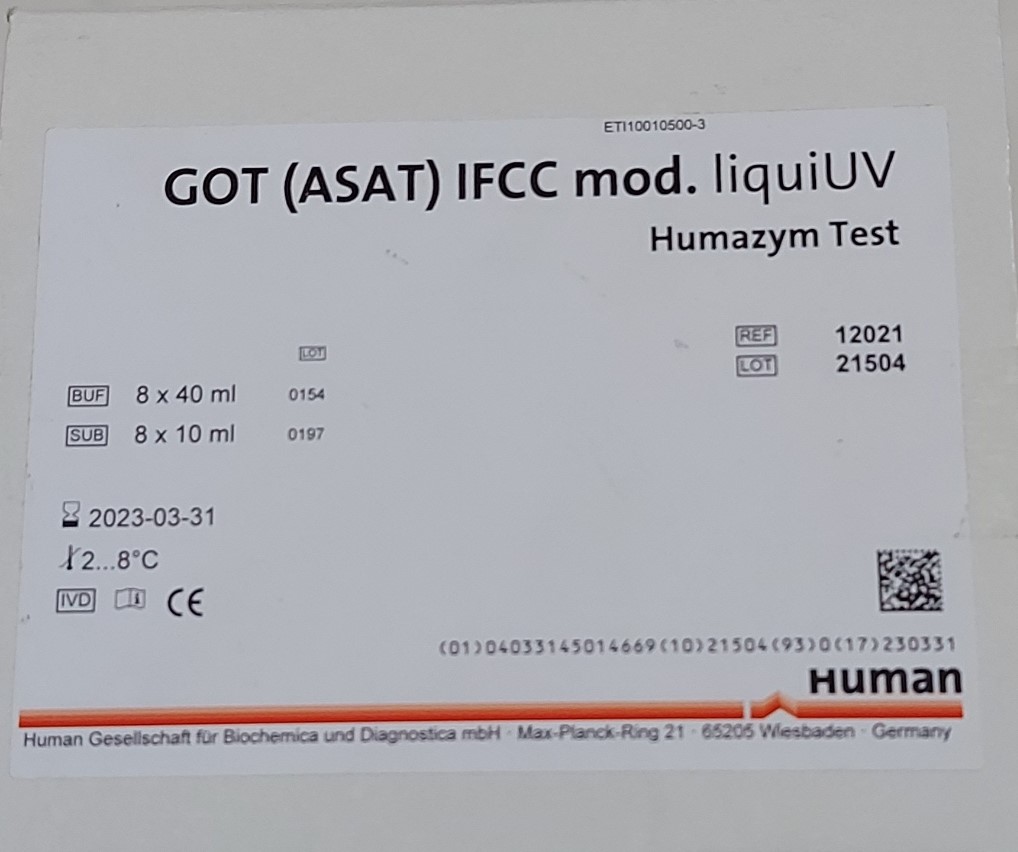 ETI10010500-3
GOT (ASAT) IFCC mod. liquiUV
Humazym Test
REF 12021
LOT 21504
LOT
BUF 8 x 40 ml 0154
SUB 8 x 10 ml 0197
2023-03-31
2...8°C
IVD i CE
(01)04033145014669(10)21504(93)0(17)230331
Human
Human Gesellschaft für Biochemica und Diagnostica mbH · Max-Planck-Ring 21 · 65205 Wiesbaden · Germany